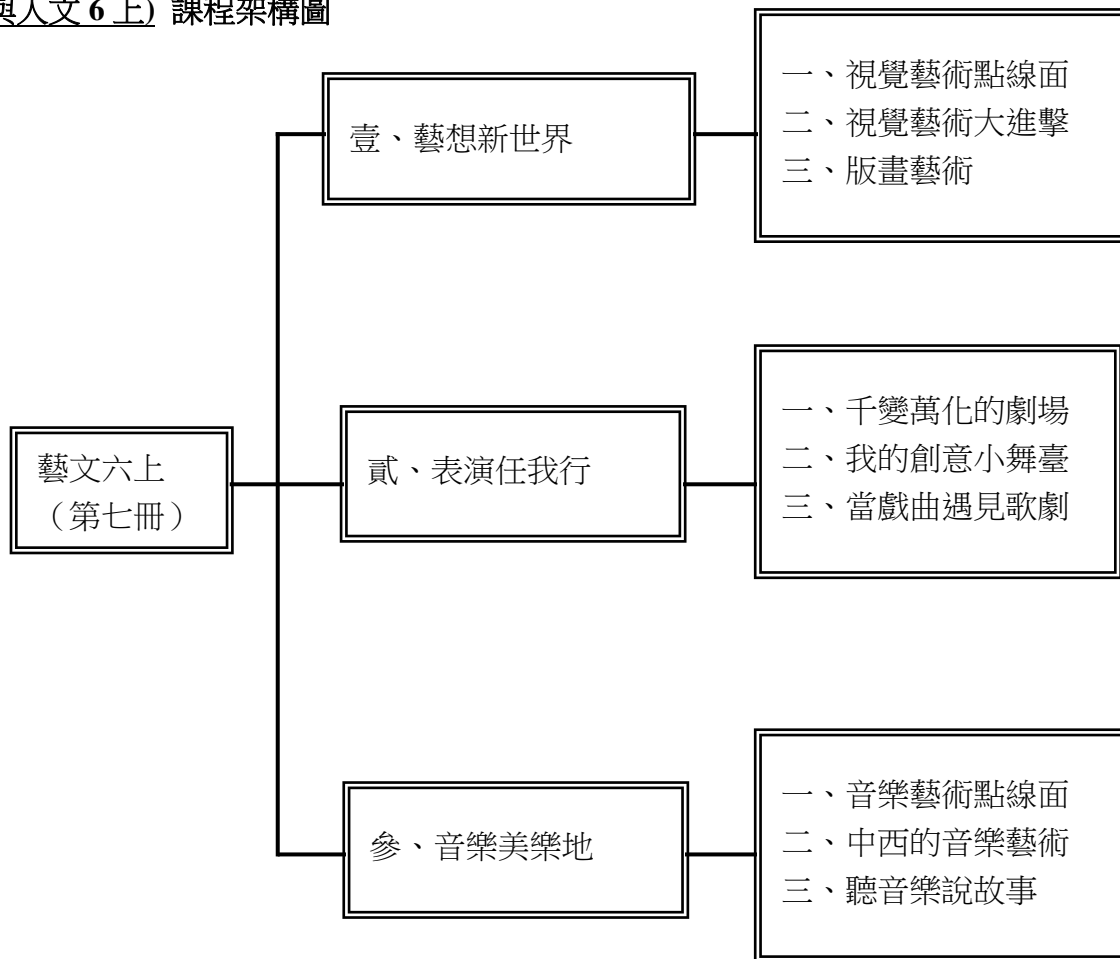 與人文 6 上) 課程架構圖
壹、藝想新世界
一、視覺藝術點線面
二、視覺藝術大進擊
三、版畫藝術
藝文六上
（第七冊）
貳、表演任我行
一、千變萬化的劇場
二、我的創意小舞臺
三、當戲曲遇見歌劇
參、音樂美樂地
一、音樂藝術點線面
二、中西的音樂藝術
三、聽音樂說故事